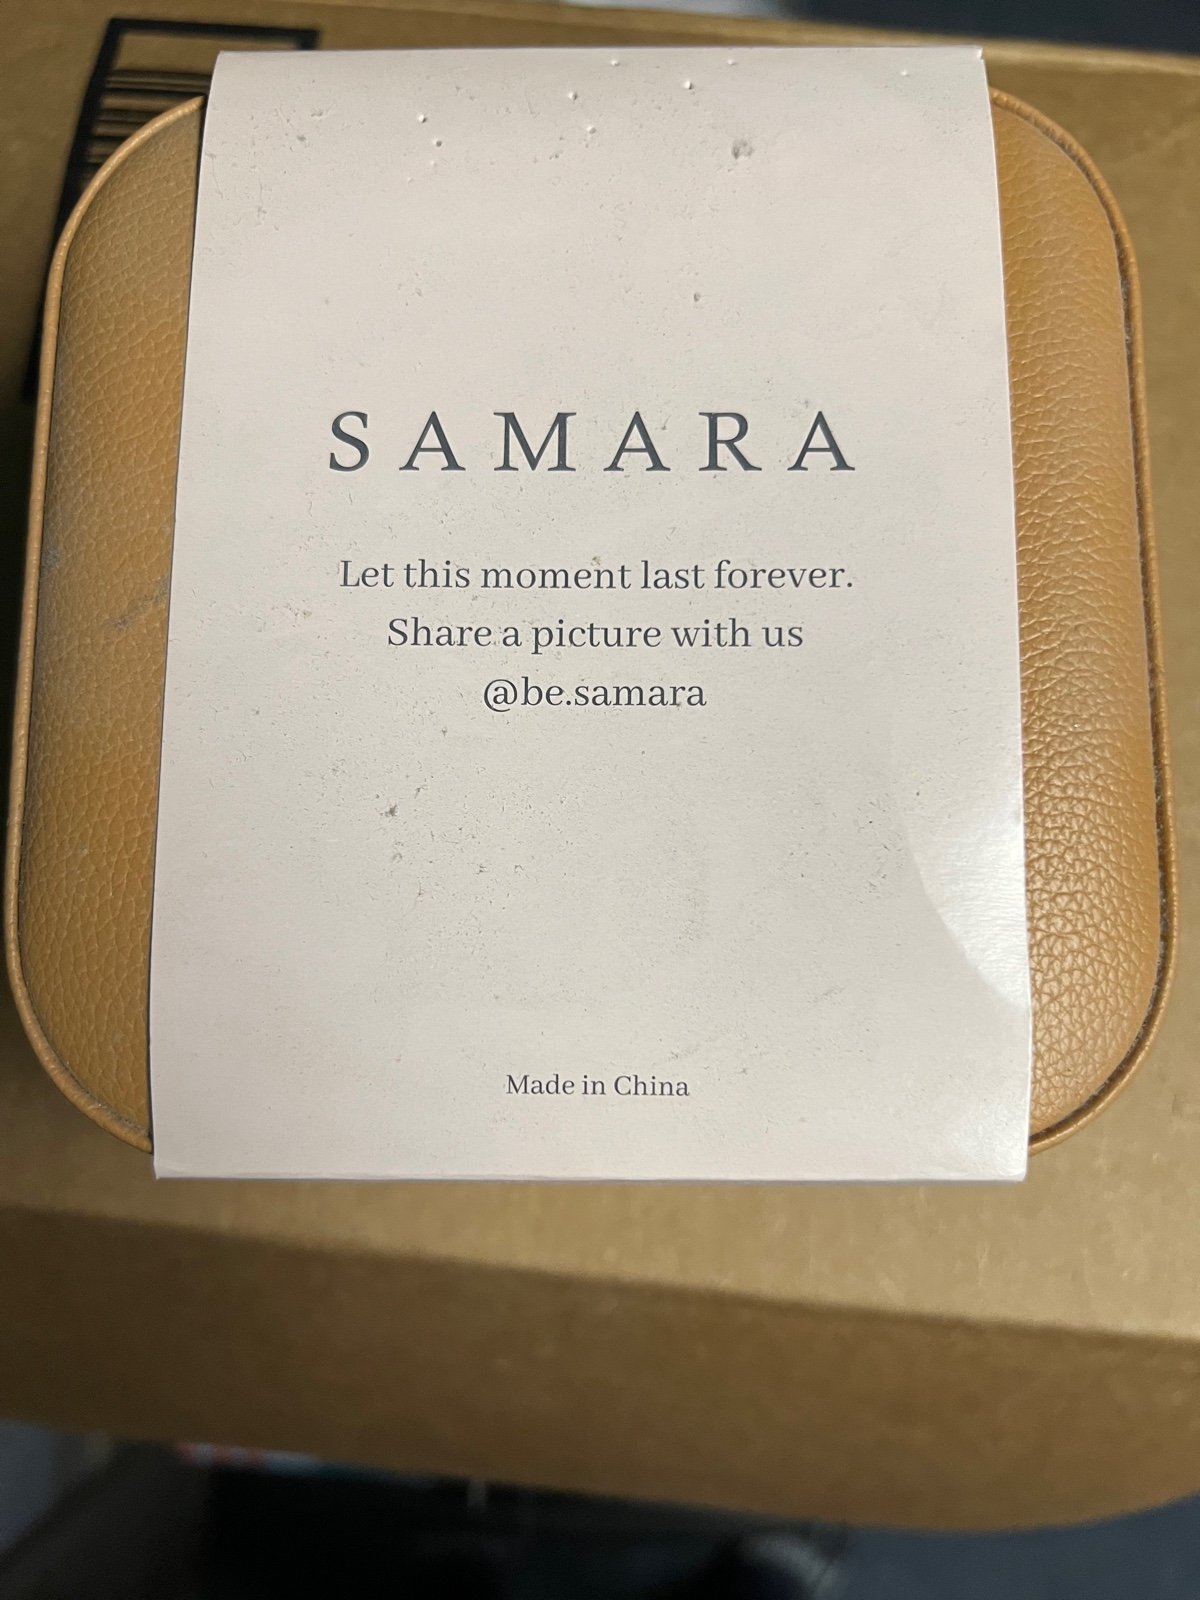 SAMARA
Let this moment last forever.
Share a picture with us
@be.samara
Made in China